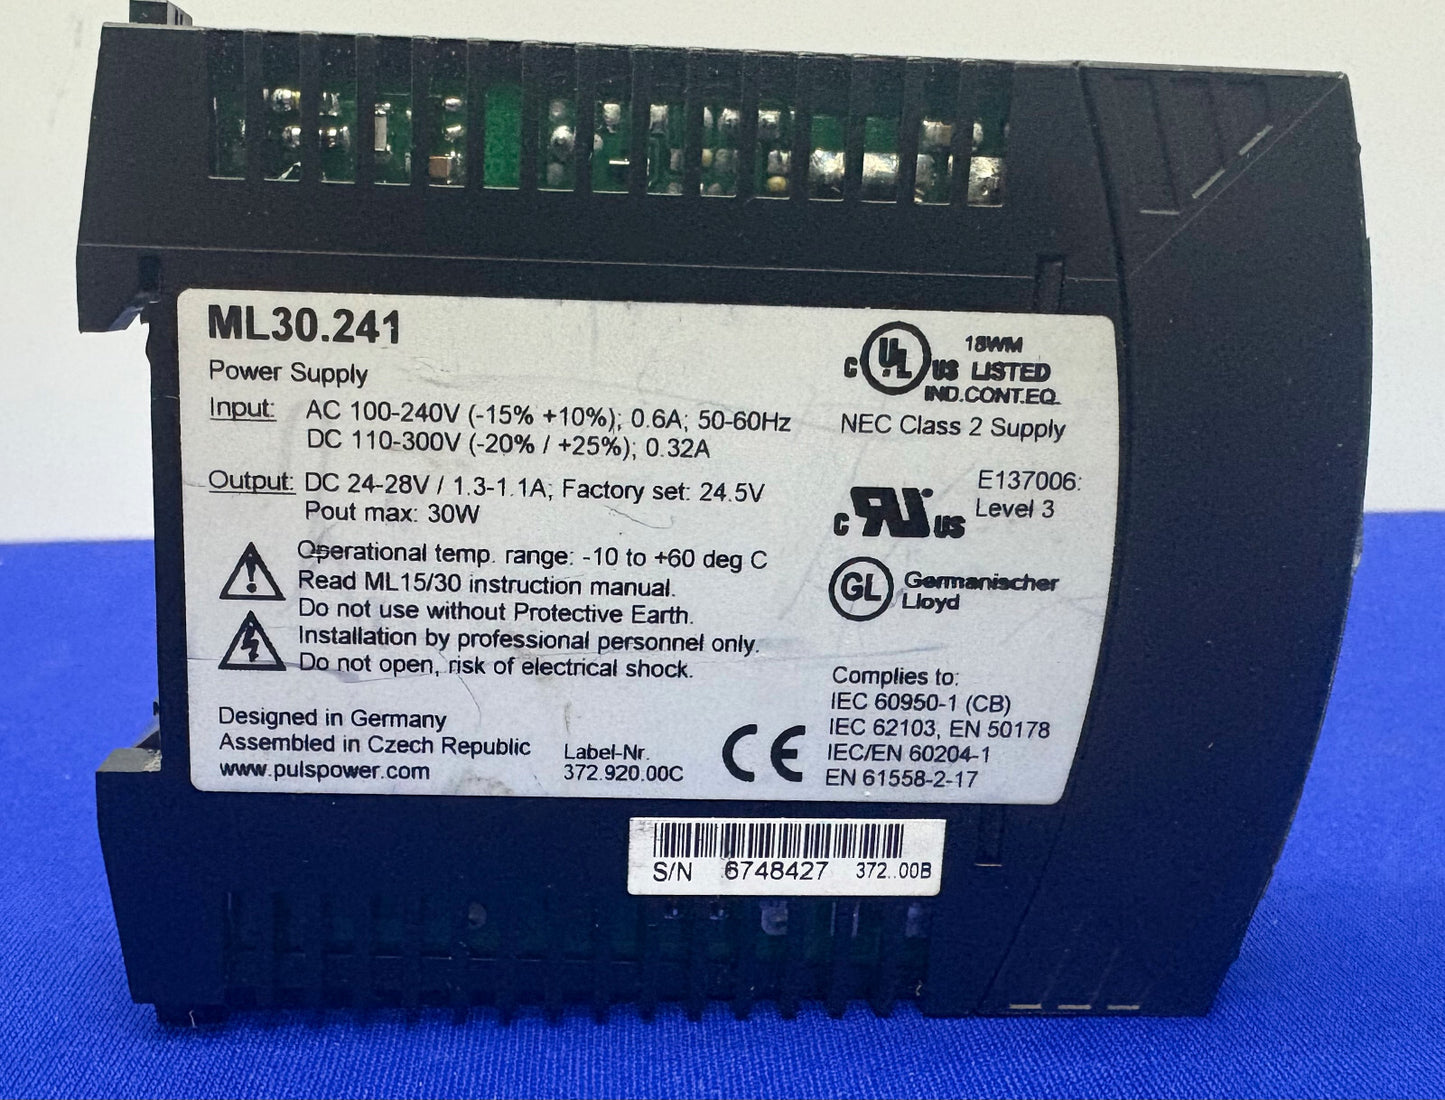 ML30.241
Power Supply
Input: AC 100-240V (-15% +10%); 0.6A; 50-60Hz
DC 110-300V (-20% / +25%); 0.32A
Output: DC 24-28V / 1.3-1.1A; Factory set: 24.5V
Pout max: 30W
Operational temp. range: -10 to +60 deg C
Read ML15/30 instruction manual.
Do not use without Protective Earth.
Installation by professional personnel only.
Do not open, risk of electrical shock.
Designed in Germany
Assembled in Czech Republic
www.pulspower.com
Label-Nr.
372.920.00C
CE
C UL US LISTED
18WM
IND.CONT.EQ.
NEC Class 2 Supply
E137006:
Level 3
C RU US
GL Germanischer
Lloyd
Complies to:
IEC 60950-1 (CB)
IEC 62103, EN 50178
IEC/EN 60204-1
EN 61558-2-17
S/N 6748427 372..00B